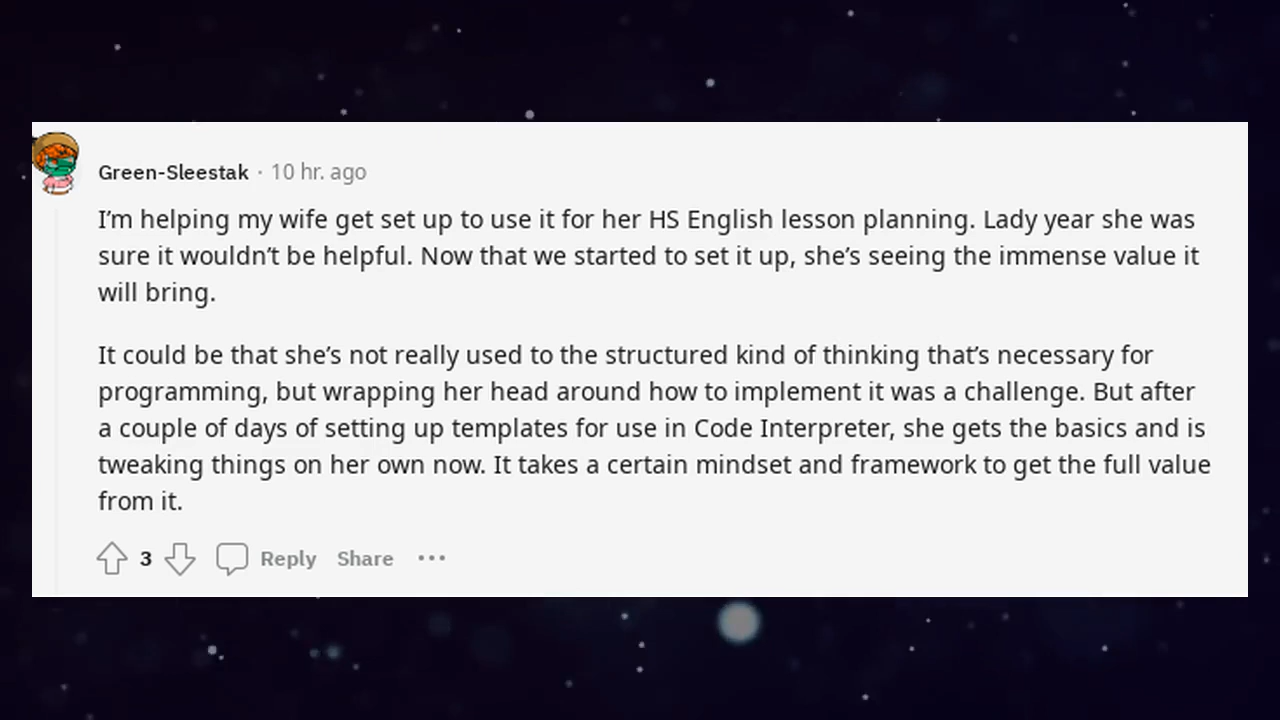 Green-Sleestak · 10 hr. ago
I’m helping my wife get set up to use it for her HS English lesson planning. Lady year she was
sure it wouldn’t be helpful. Now that we started to set it up, she’s seeing the immense value it
will bring.
It could be that she’s not really used to the structured kind of thinking that’s necessary for
programming, but wrapping her head around how to implement it was a challenge. But after
a couple of days of setting up templates for use in Code Interpreter, she gets the basics and is
tweaking things on her own now. It takes a certain mindset and framework to get the full value
from it.
3 Reply Share ···